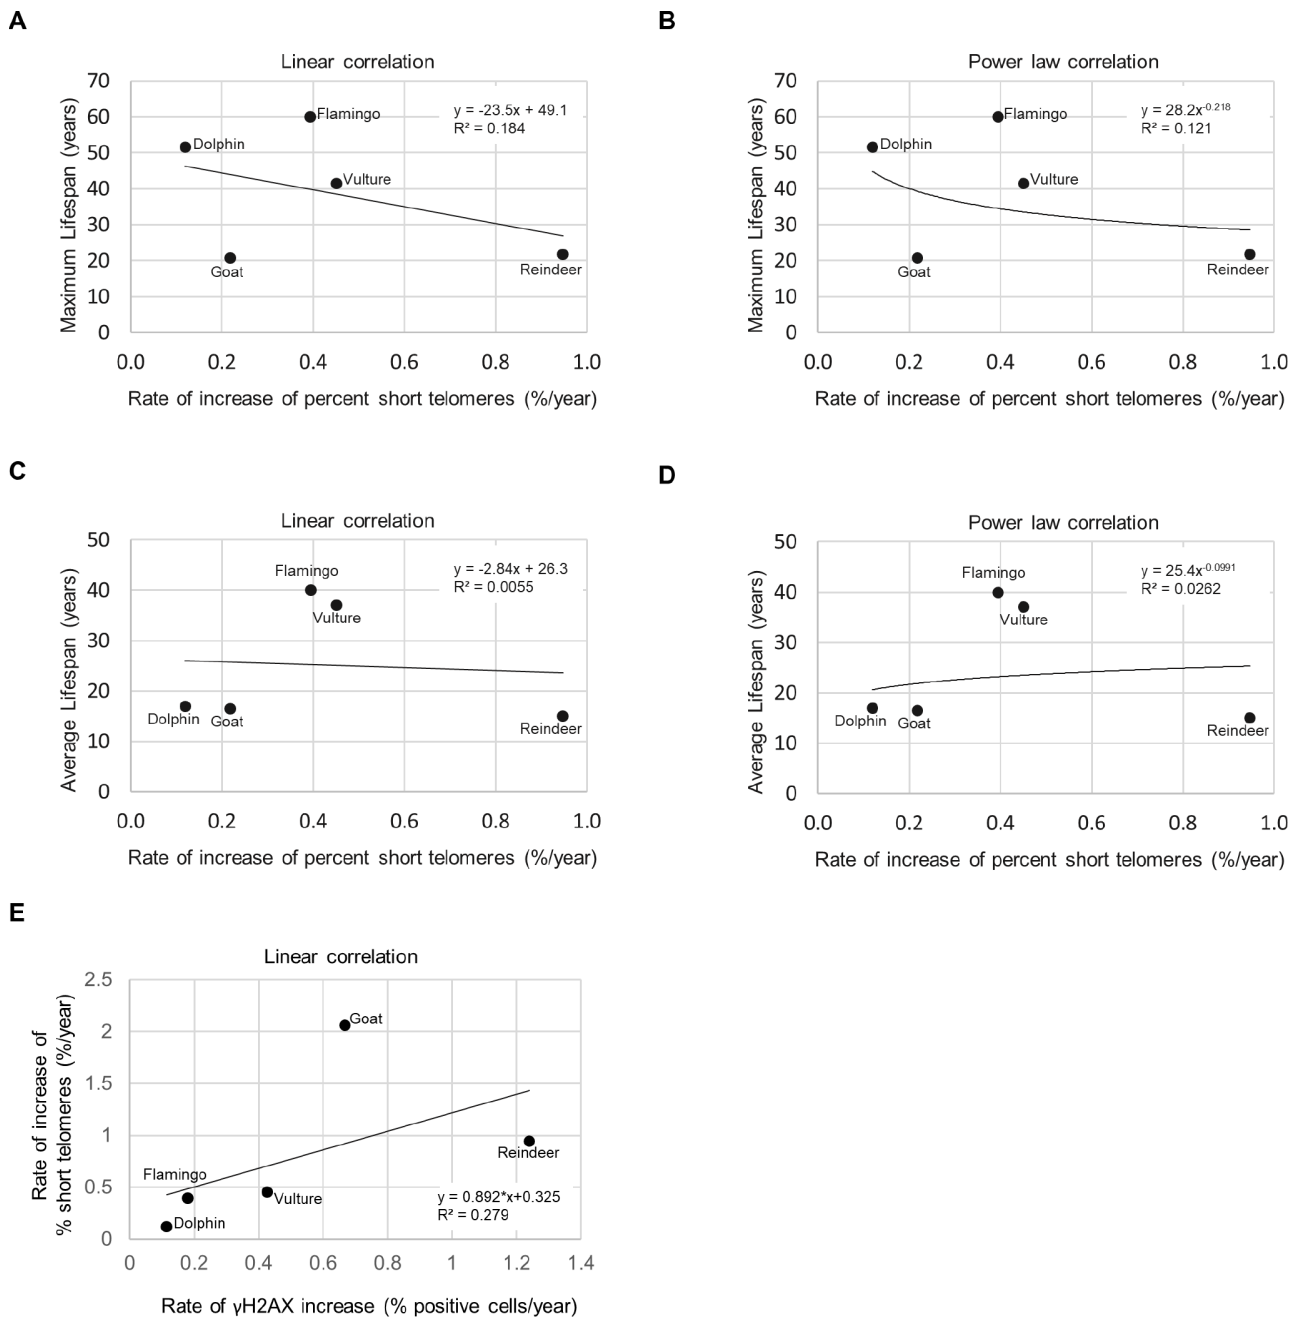 A
Linear correlation
Maximum Lifespan (years)
70
60
50
40
30
20
10
0
Flamingo
Dolphin
Vulture
Goat
Reindeer
y = -23.5x + 49.1
R² = 0.184
0.0 0.2 0.4 0.6 0.8 1.0
Rate of increase of percent short telomeres (%/year)
B
Power law correlation
Maximum Lifespan (years)
70
60
50
40
30
20
10
0
Flamingo
Dolphin
Vulture
Goat
Reindeer
y = 28.2x^-0.218
R² = 0.121
0.0 0.2 0.4 0.6 0.8 1.0
Rate of increase of percent short telomeres (%/year)
C
Linear correlation
Average Lifespan (years)
50
40
30
20
10
0
Flamingo
Vulture
Dolphin
Goat
Reindeer
y = -2.84x + 26.3
R² = 0.0055
0.0 0.2 0.4 0.6 0.8 1.0
Rate of increase of percent short telomeres (%/year)
D
Power law correlation
Average Lifespan (years)
50
40
30
20
10
0
Flamingo
Vulture
Dolphin
Goat
Reindeer
y = 25.4x^-0.0991
R² = 0.0262
0.0 0.2 0.4 0.6 0.8 1.0
Rate of increase of percent short telomeres (%/year)
E
Linear correlation
Rate of increase of
% short telomeres (%/year)
2.5
2
1.5
1
0.5
0
Goat
Reindeer
Flamingo
Vulture
Dolphin
y = 0.892*x+0.325
R² = 0.279
0 0.2 0.4 0.6 0.8 1 1.2 1.4
Rate of γH2AX increase (% positive cells/year)